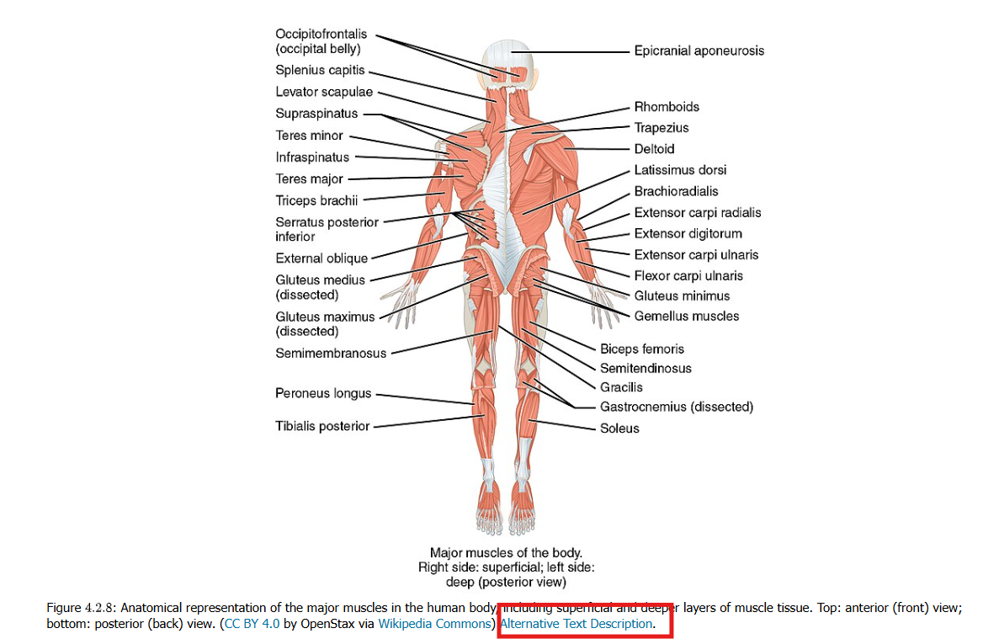 Occipitofrontalis
(occipital belly)
Splenius capitis
Levator scapulae
Supraspinatus
Teres minor
Infraspinatus
Teres major
Triceps brachii
Serratus posterior
inferior
External oblique
Gluteus medius
(dissected)
Gluteus maximus
(dissected)
Semimembranosus
Peroneus longus
Tibialis posterior
Epicranial aponeurosis
Rhomboids
Trapezius
Deltoid
Latissimus dorsi
Brachioradialis
Extensor carpi radialis
Extensor digitorum
Extensor carpi ulnaris
Flexor carpi ulnaris
Gluteus minimus
Gemellus muscles
Biceps femoris
Semitendinosus
Gracilis
Gastrocnemius (dissected)
Soleus
Major muscles of the body.
Right side: superficial; left side:
deep (posterior view)
Figure 4.2.8: Anatomical representation of the major muscles in the human body, including superficial and deeper layers of muscle tissue. Top: anterior (front) view;
bottom: posterior (back) view. (CC BY 4.0 by OpenStax via Wikipedia Commons) Alternative Text Description.